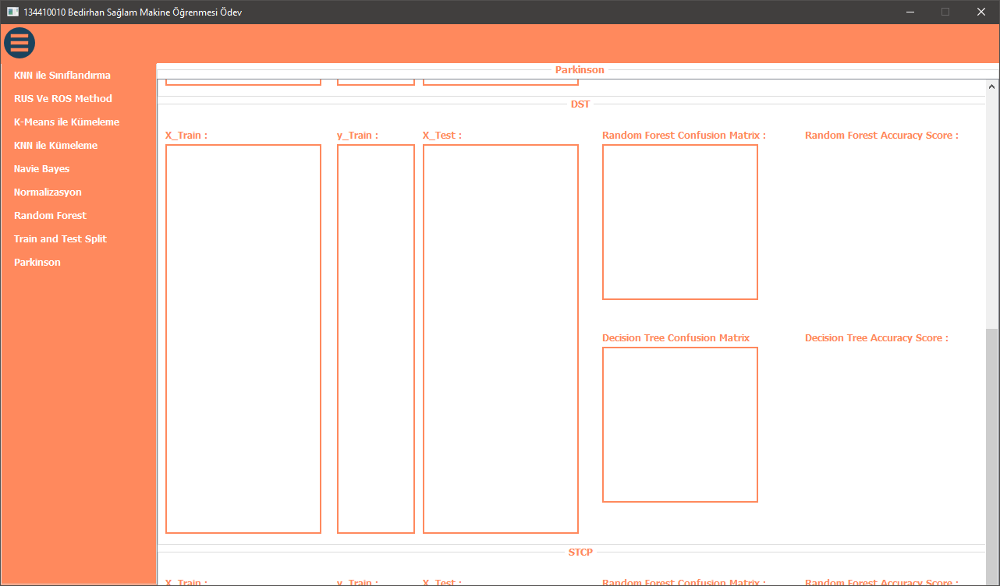 134410010 Bedirhan Sağlam Makine Öğrenmesi Ödev
KNN ile Sınıflandırma
RUS Ve ROS Method
K-Means ile Kümeleme
KNN ile Kümeleme
Navie Bayes
Normalizasyon
Random Forest
Train and Test Split
Parkinson
Parkinson
DST
X_Train : y_Train : X_Test : Random Forest Confusion Matrix : Random Forest Accuracy Score :
Decision Tree Confusion Matrix Decision Tree Accuracy Score :
STCP
X_Train : y_Train : X_Test : Random Forest Confusion Matrix : Random Forest Accuracy Score :